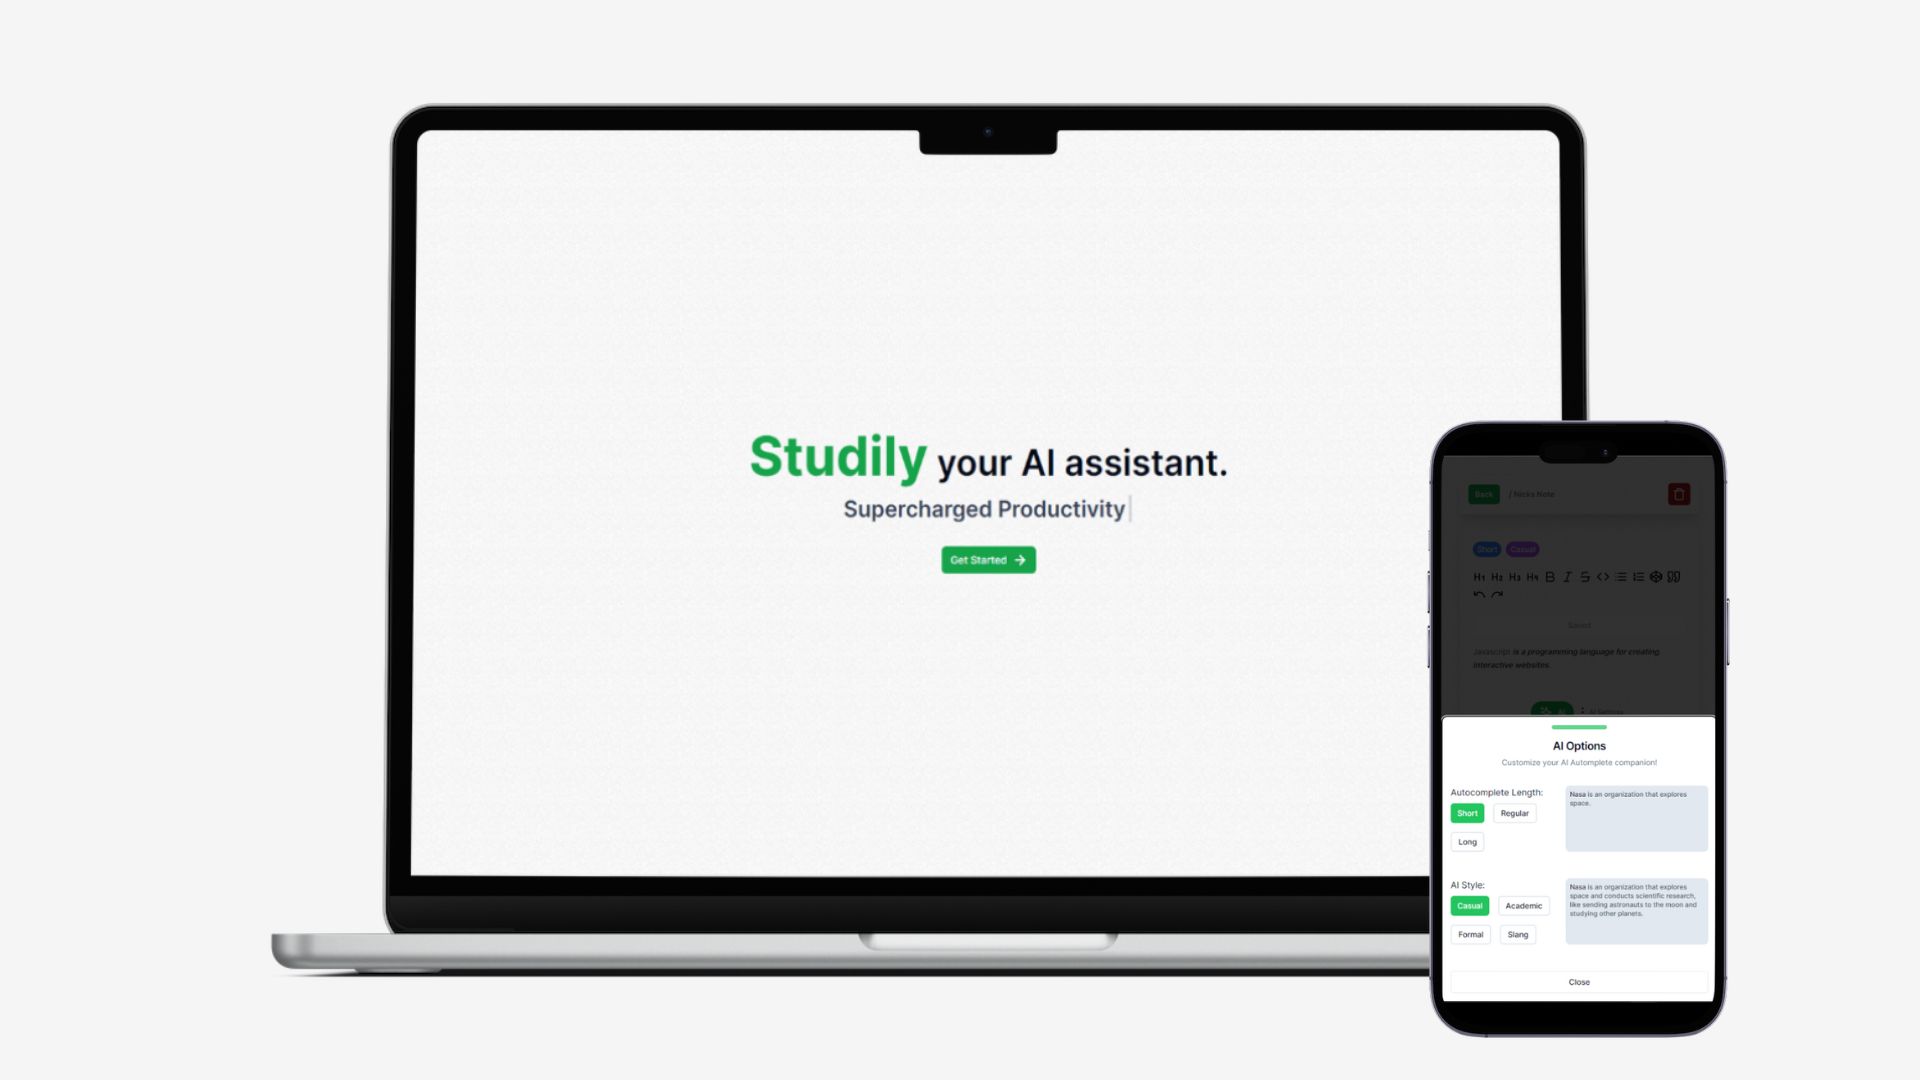 Studily your AI assistant.
Supercharged Productivity
Get Started
Back / Nicks Note
Short Casual
H1 H2 H3 H4 B I S
Saved
Javascript is a programming language for creating
interactive websites.
AI AI Settings
AI Options
Customize your AI Automplete companion!
Autocomplete Length:
Short Regular
Long
Nasa is an organization that explores
space.
AI Style:
Casual Academic
Formal Slang
Nasa is an organization that explores
space and conducts scientific research,
like sending astronauts to the moon and
studying other planets.
Close